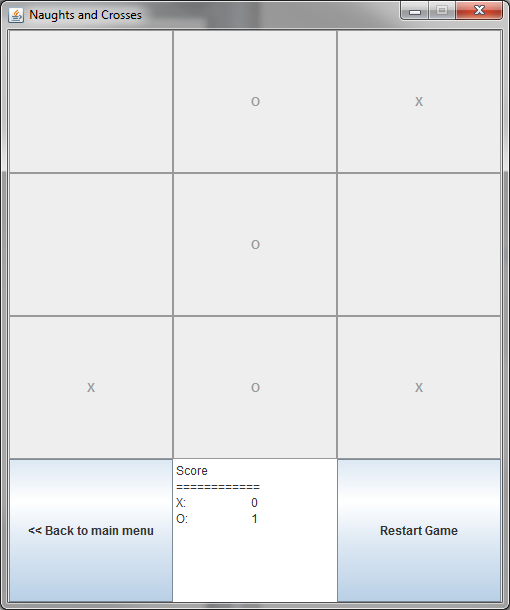 Naughts and Crosses
o x
o
x o x
Score
============
X: 0
O: 1
<< Back to main menu
Restart Game